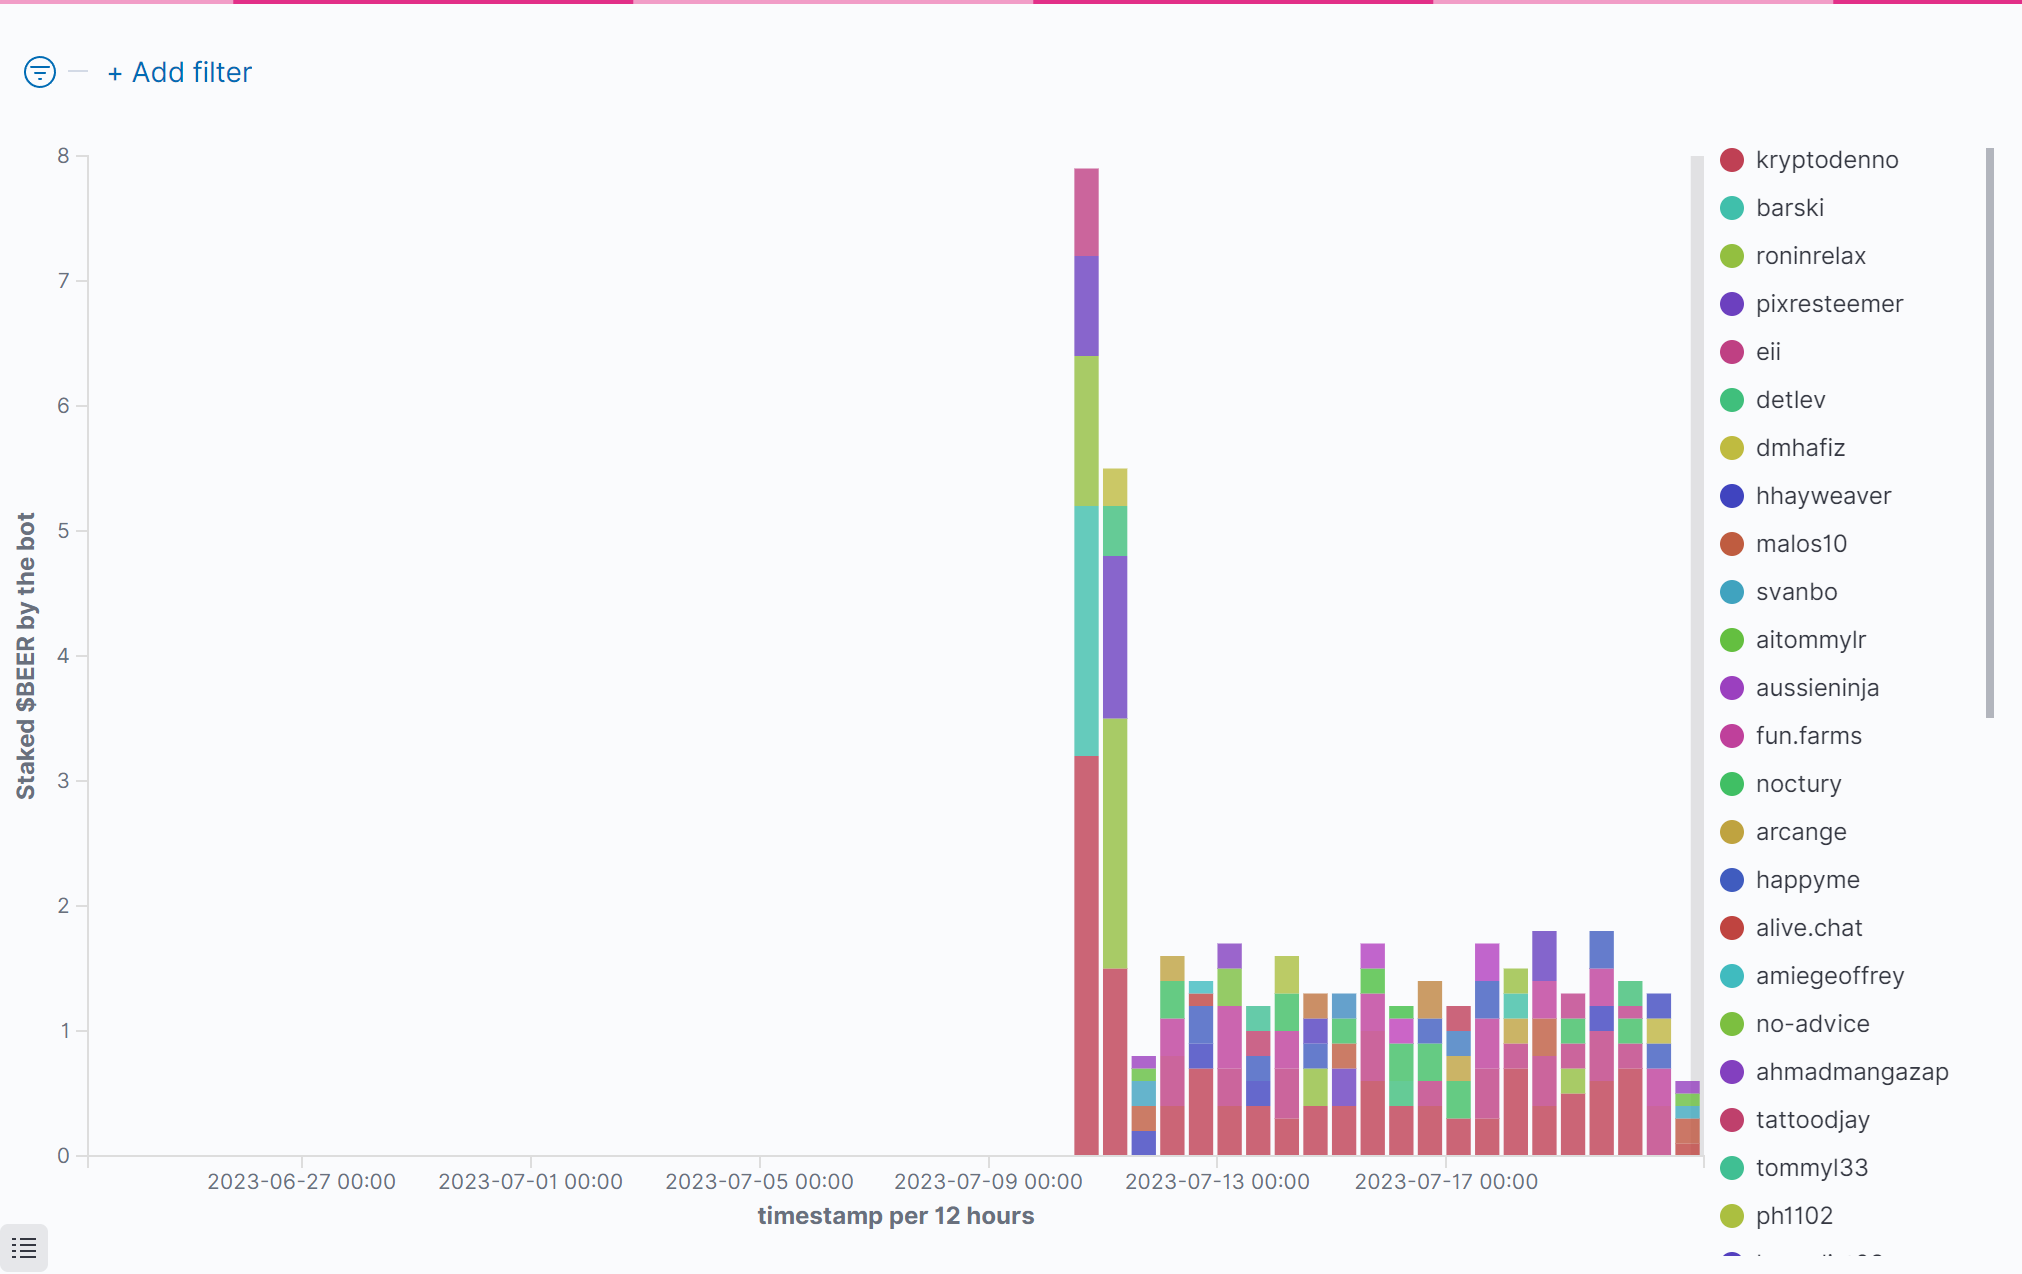 + Add filter
Staked $BEER by the bot
8
7
6
5
4
3
2
1
0
2023-06-27 00:00
2023-07-01 00:00
2023-07-05 00:00
2023-07-09 00:00
2023-07-13 00:00
2023-07-17 00:00
timestamp per 12 hours
kryptodenno
barski
roninrelax
pixresteemer
eii
detlev
dmhafiz
hhayweaver
malos10
svanbo
aitommylr
aussieninja
fun.farms
noctury
arcange
happyme
alive.chat
amiegeoffrey
no-advice
ahmadmangazap
tattoodjay
tommyl33
ph1102